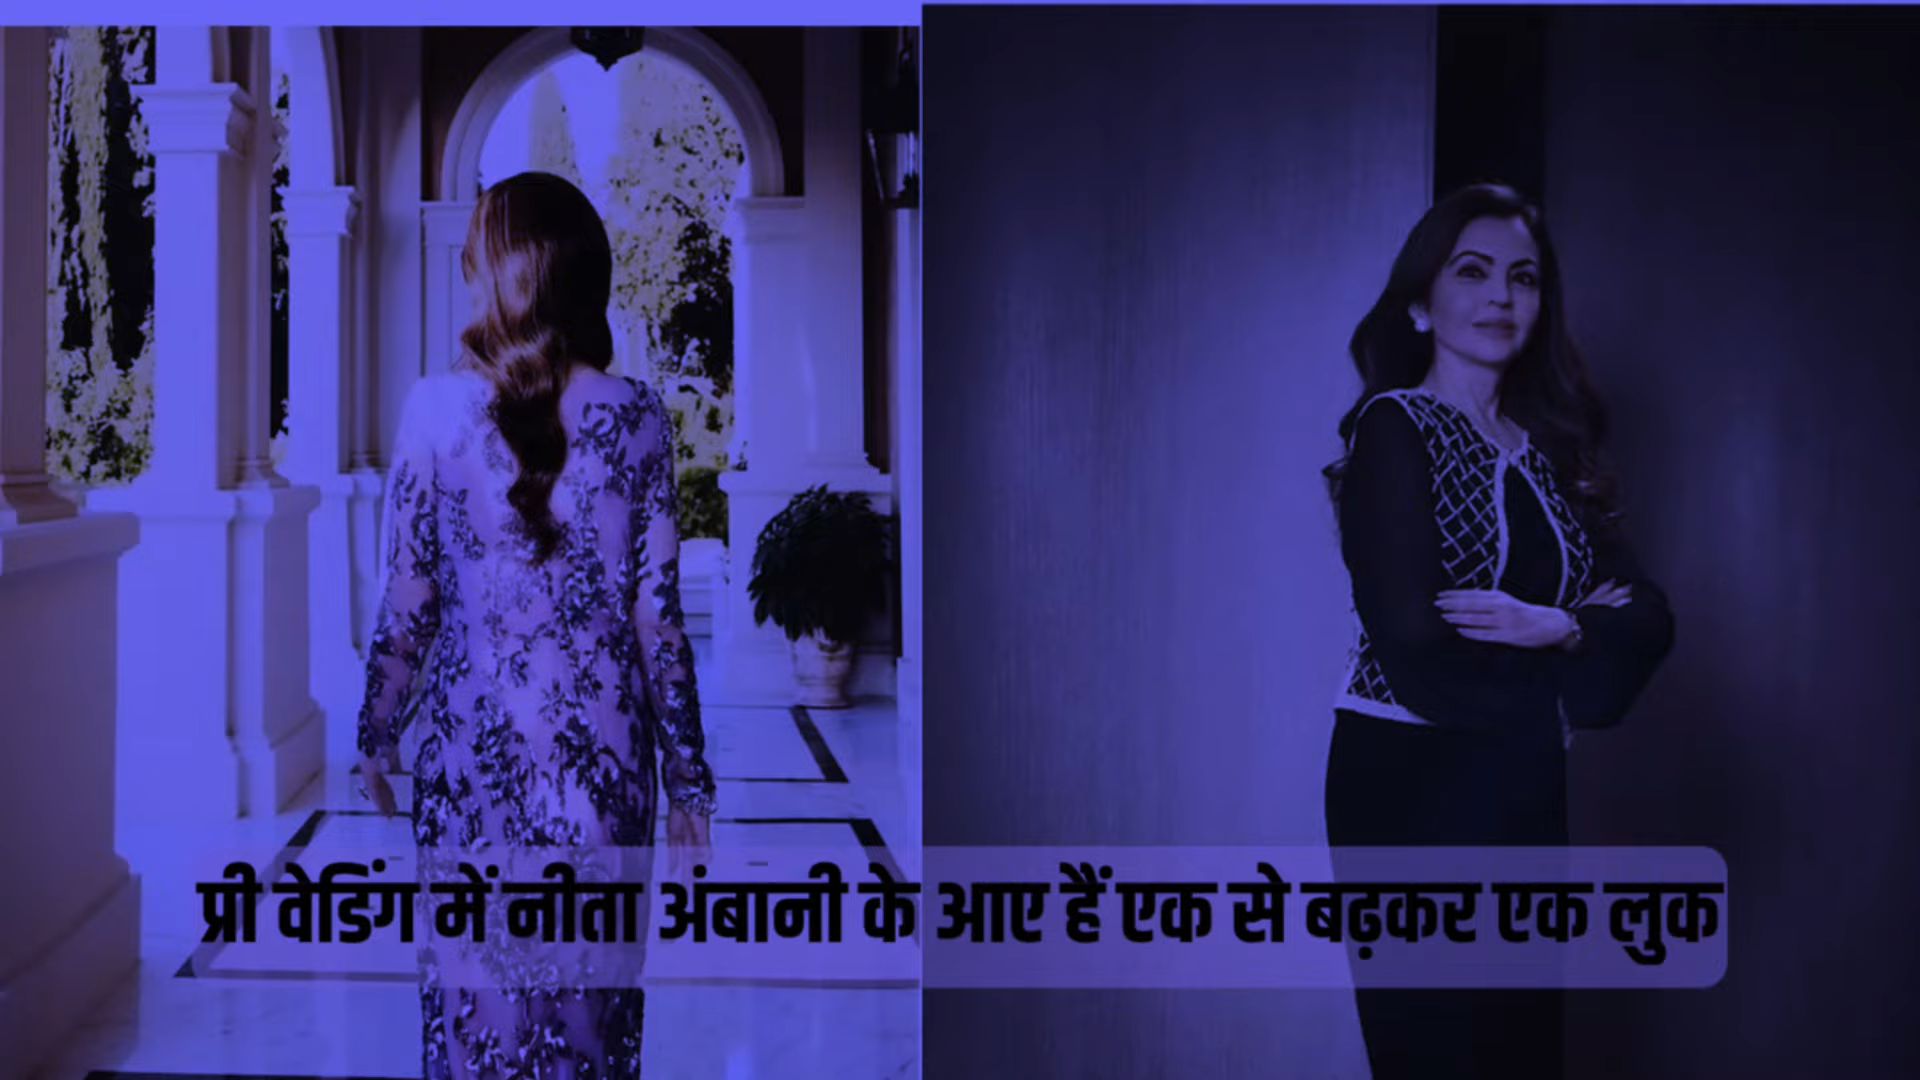 प्री वेडिंग में नीता अंबानी के आए हैं एक से बढ़कर एक लुक